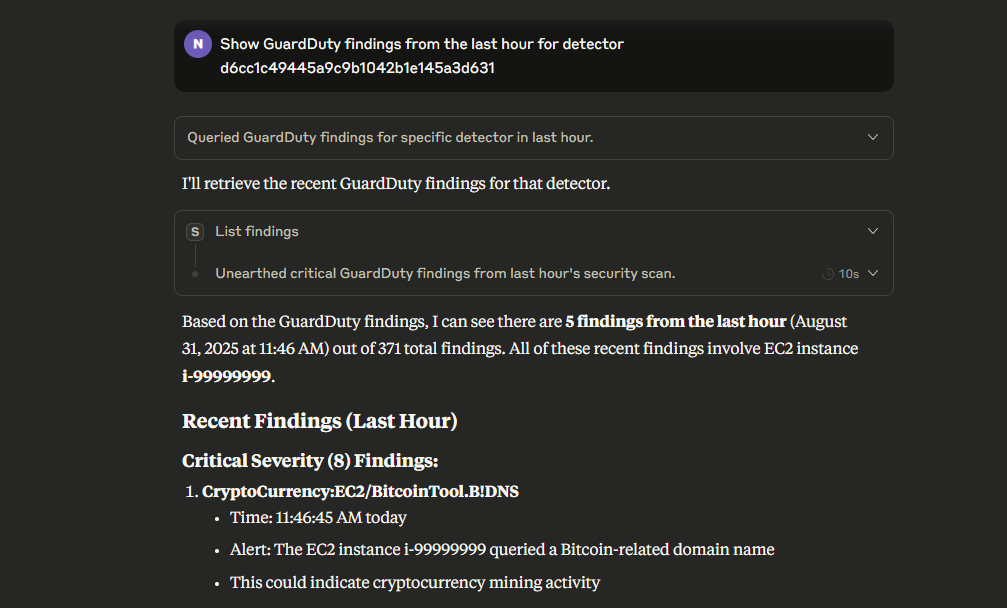 N
Show GuardDuty findings from the last hour for detector
d6cc1c49445a9c9b1042b1e145a3d631
Queried GuardDuty findings for specific detector in last hour.
I'll retrieve the recent GuardDuty findings for that detector.
S
List findings
Unearthed critical GuardDuty findings from last hour's security scan.
10s
Based on the GuardDuty findings, I can see there are 5 findings from the last hour (August
31, 2025 at 11:46 AM) out of 371 total findings. All of these recent findings involve EC2 instance
i-99999999.
Recent Findings (Last Hour)
Critical Severity (8) Findings:
1. CryptoCurrency:EC2/BitcoinTool.B!DNS
• Time: 11:46:45 AM today
• Alert: The EC2 instance i-99999999 queried a Bitcoin-related domain name
• This could indicate cryptocurrency mining activity